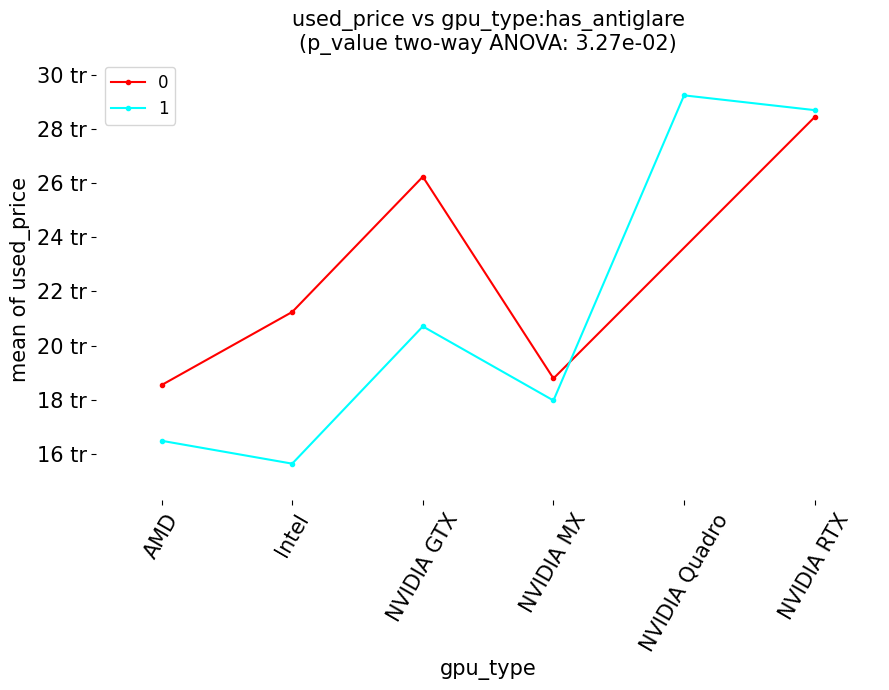 used_price vs gpu_type:has_antiglare
(p_value two-way ANOVA: 3.27e-02)
0
1
mean of used_price
30 tr
28 tr
26 tr
24 tr
22 tr
20 tr
18 tr
16 tr
AMD
Intel
NVIDIA GTX
NVIDIA MX
NVIDIA Quadro
NVIDIA RTX
gpu_type